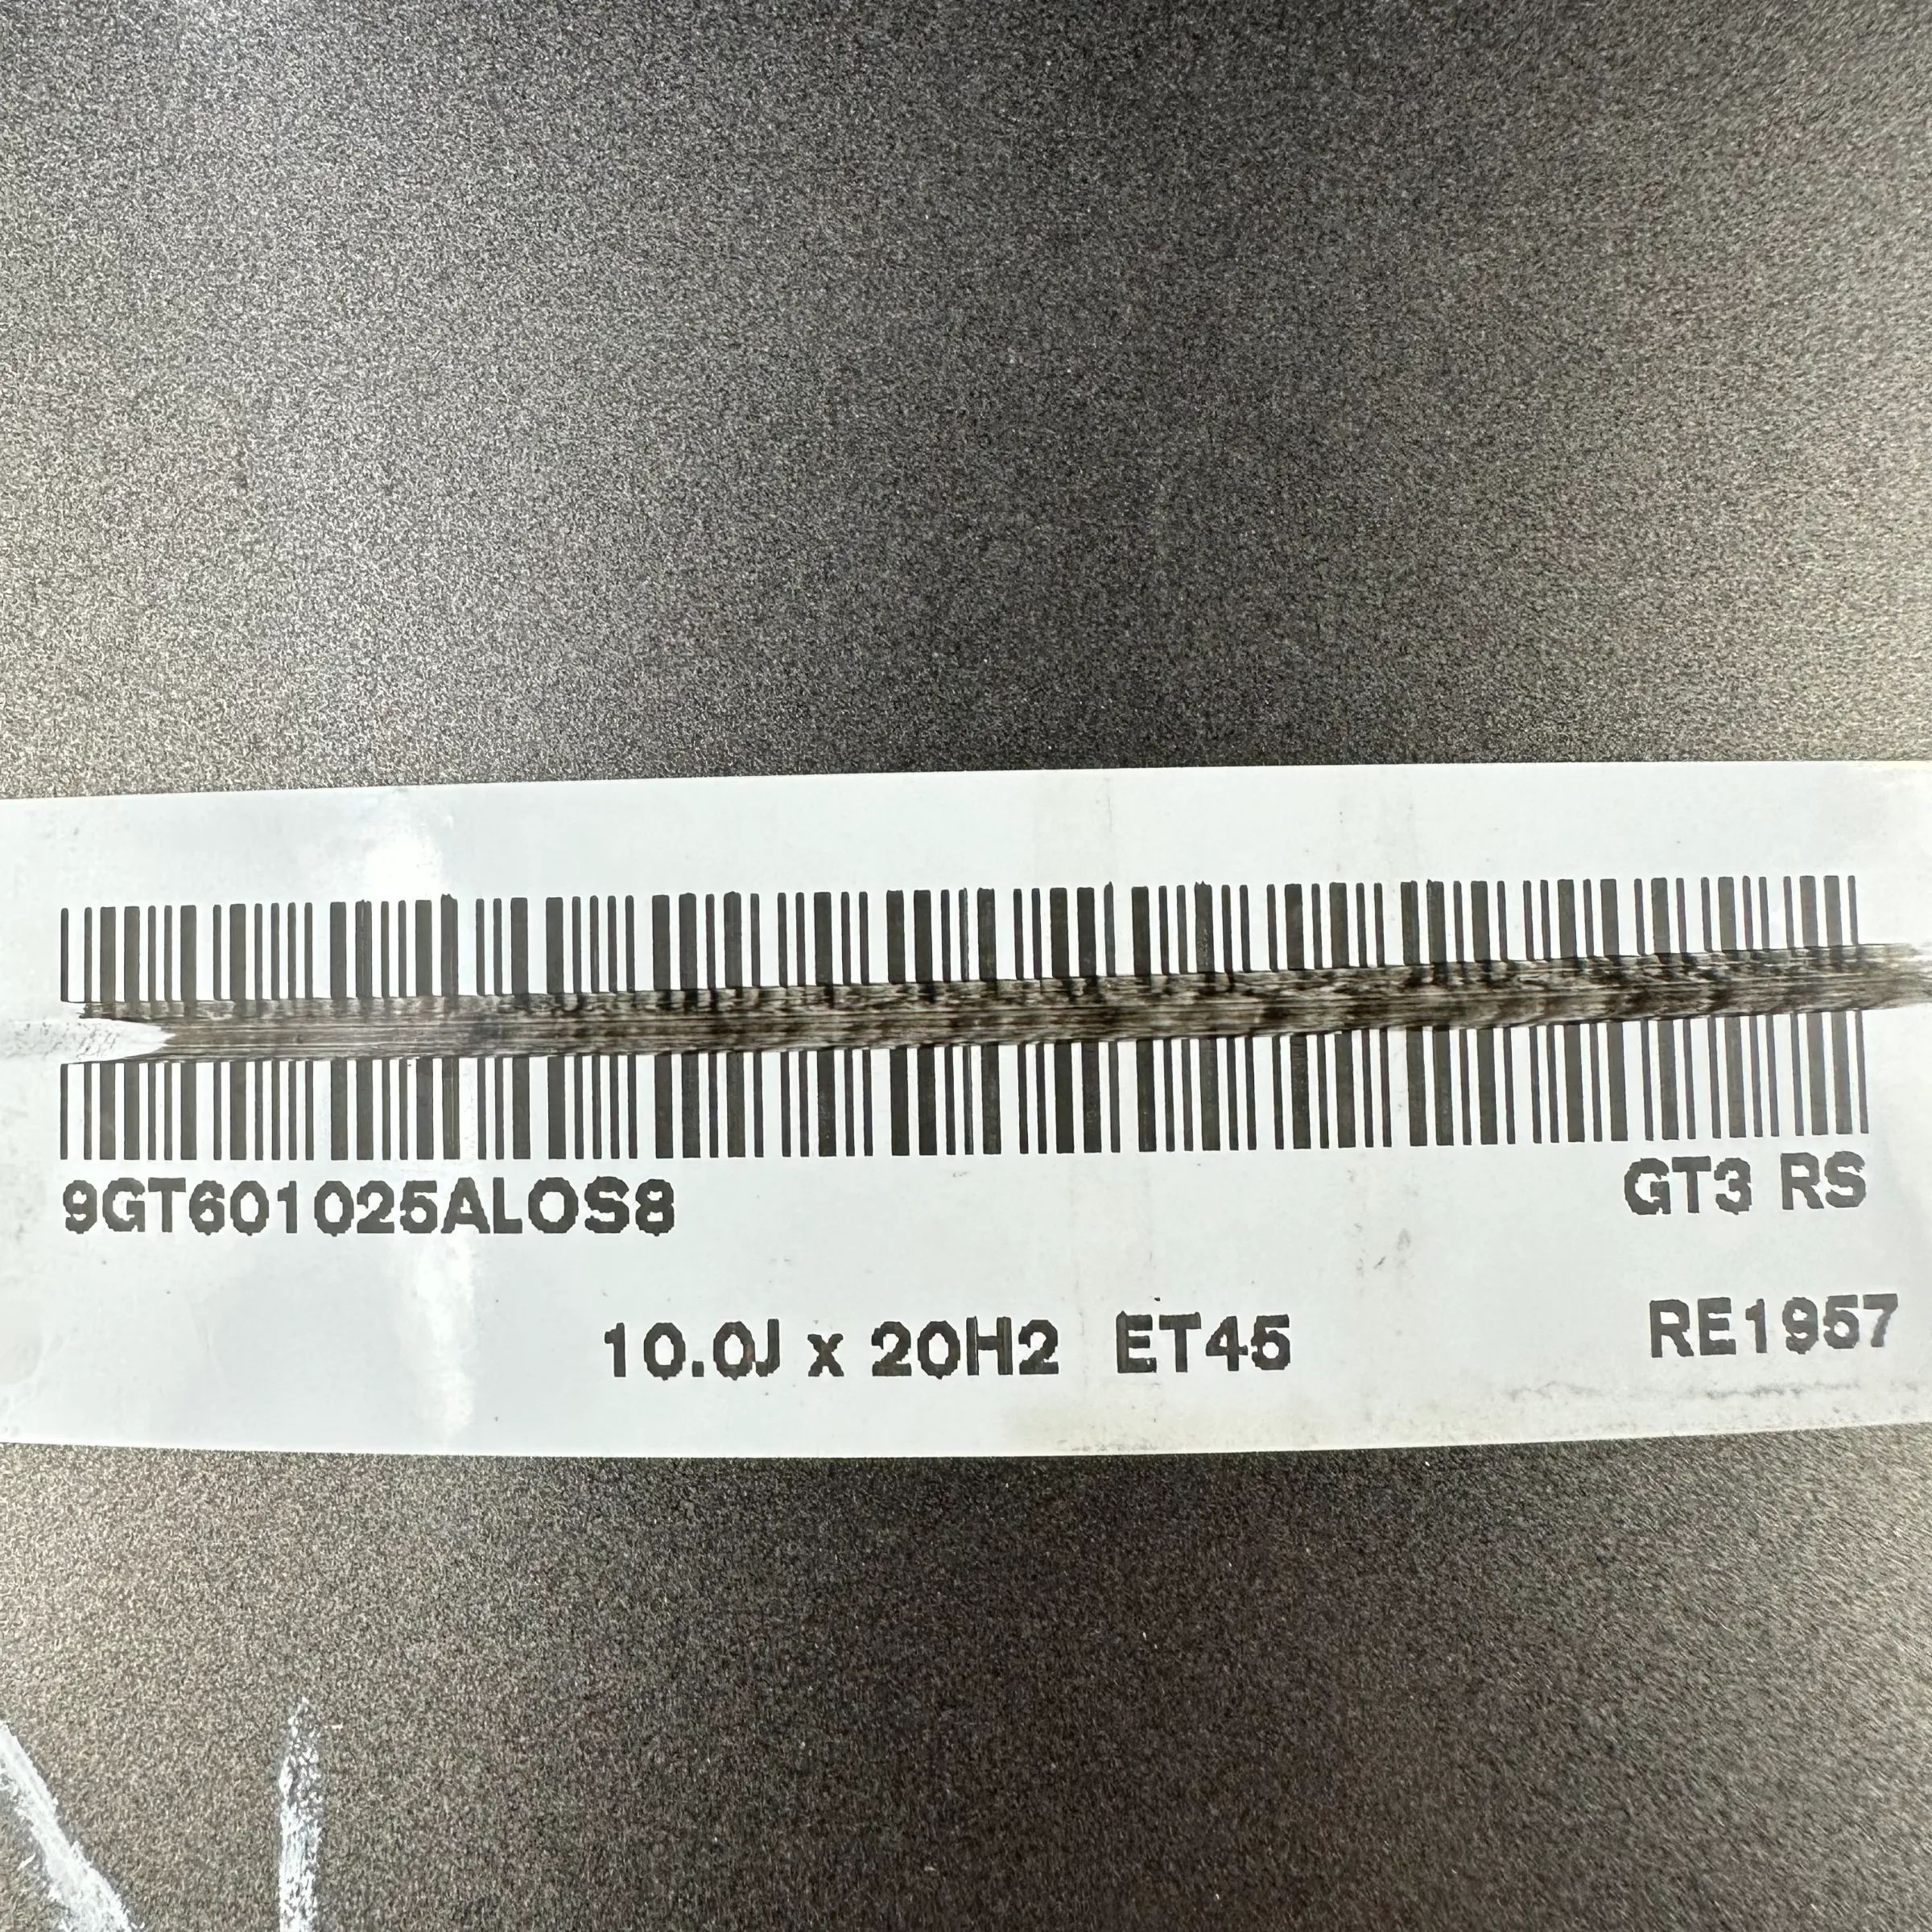 9GT601025ALOS8
GT3 RS
10.0J x 20H2 ET45
RE1957